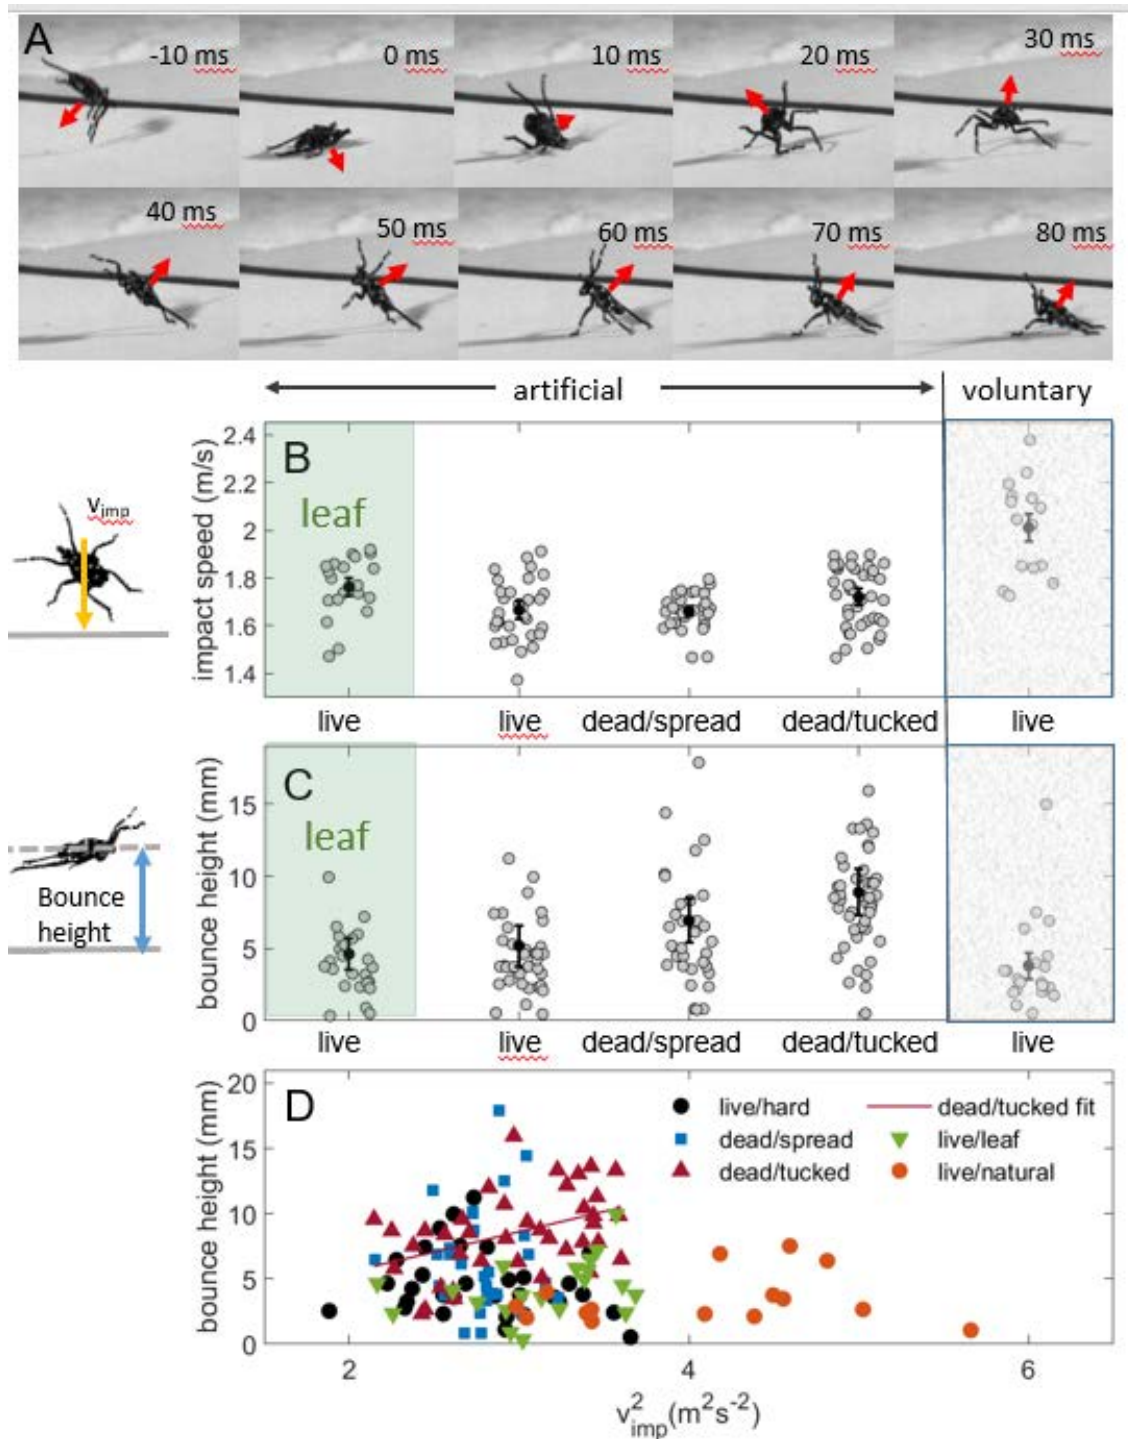 A
-10 ms
0 ms
10 ms
20 ms
30 ms
40 ms
50 ms
60 ms
70 ms
80 ms
artificial
voluntary
B
leaf
impact speed (m/s)
2.4
2.2
2
1.8
1.6
1.4
v_imp
live
live
dead/spread
dead/tucked
live
C
leaf
bounce height (mm)
15
10
5
0
Bounce
height
live
live
dead/spread
dead/tucked
live
D
bounce height (mm)
20
15
10
5
0
live/hard
dead/tucked fit
dead/spread
live/leaf
dead/tucked
live/natural
2
4
6
v²_imp(m²s⁻²)